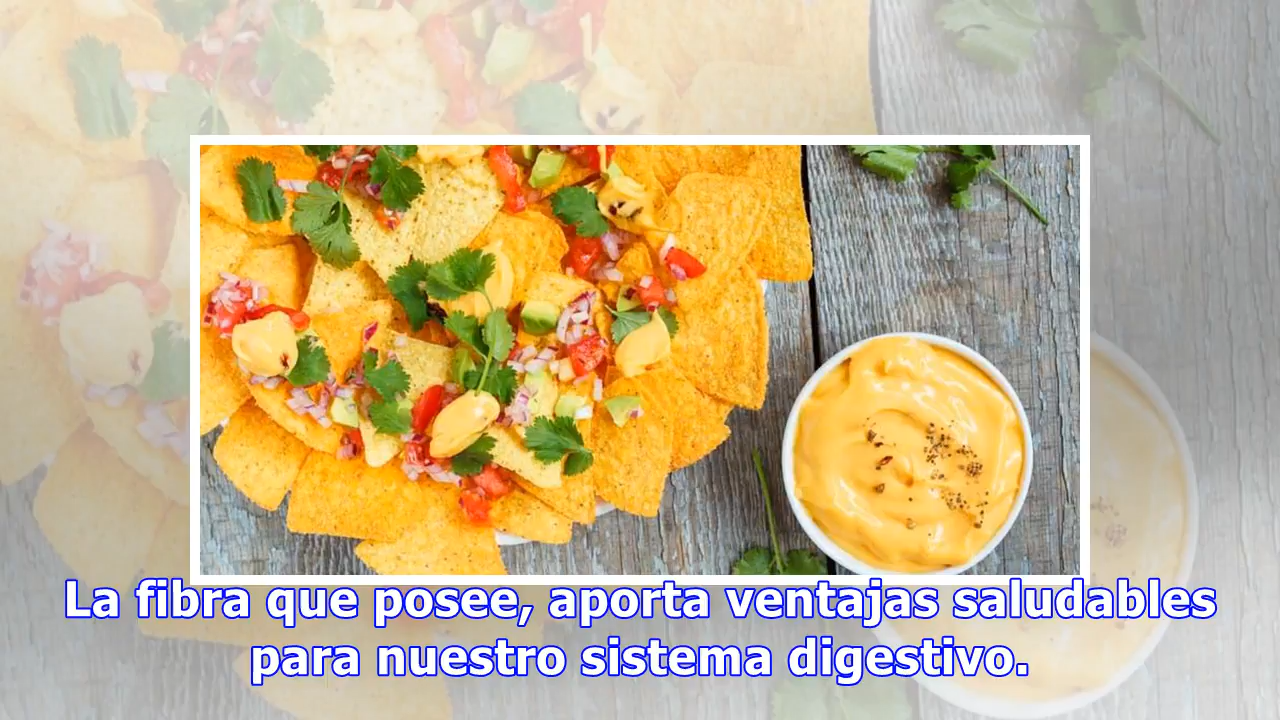 La fibra que posee, aporta ventajas saludables
para nuestro sistema digestivo.